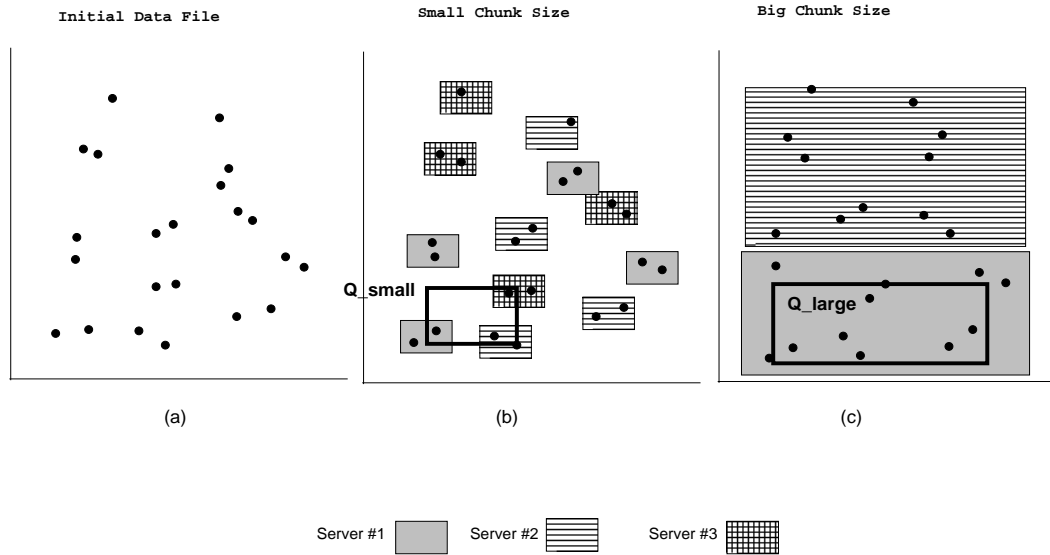 Initial Data File
Small Chunk Size
Big Chunk Size
Q_small
Q_large
(a)
(b)
(c)
Server #1
Server #2
Server #3